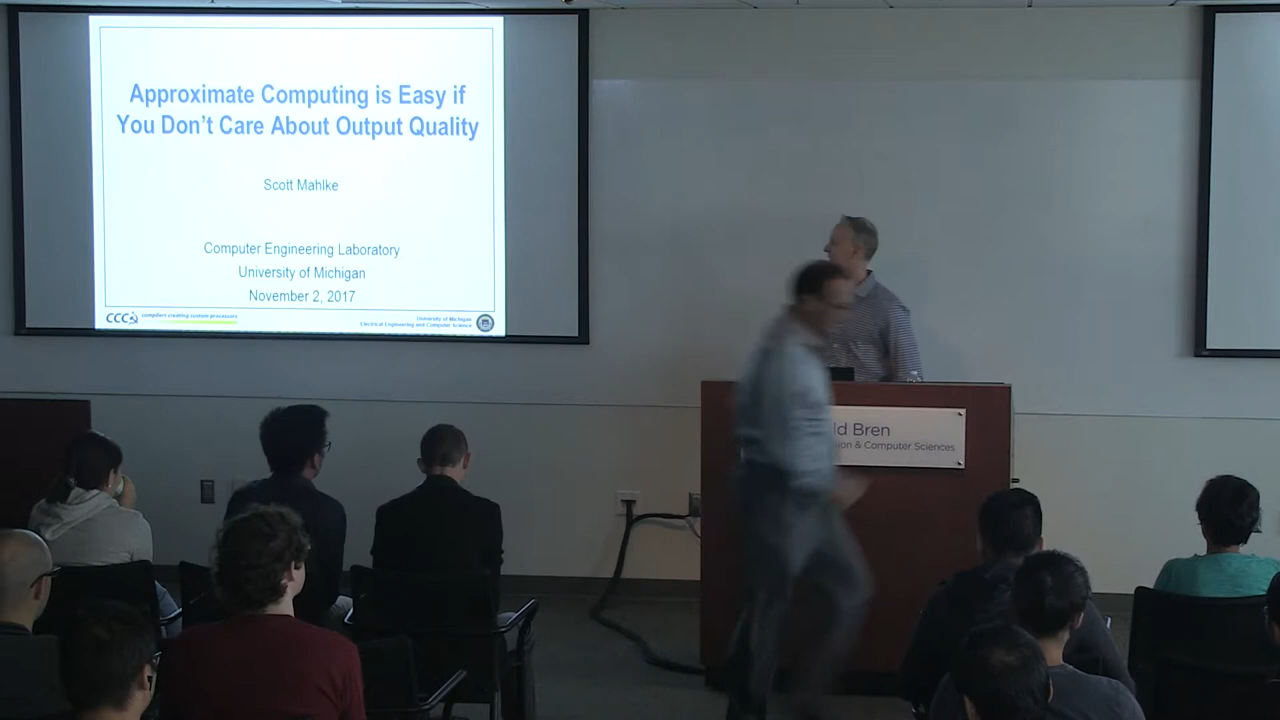 Approximate Computing is Easy if
You Don't Care About Output Quality
Scott Mahlke
Computer Engineering Laboratory
University of Michigan
November 2, 2017
CCC
compilers creating custom processors
University of Michigan
Electrical Engineering and Computer Science
ld Bren
ion & Computer Sciences